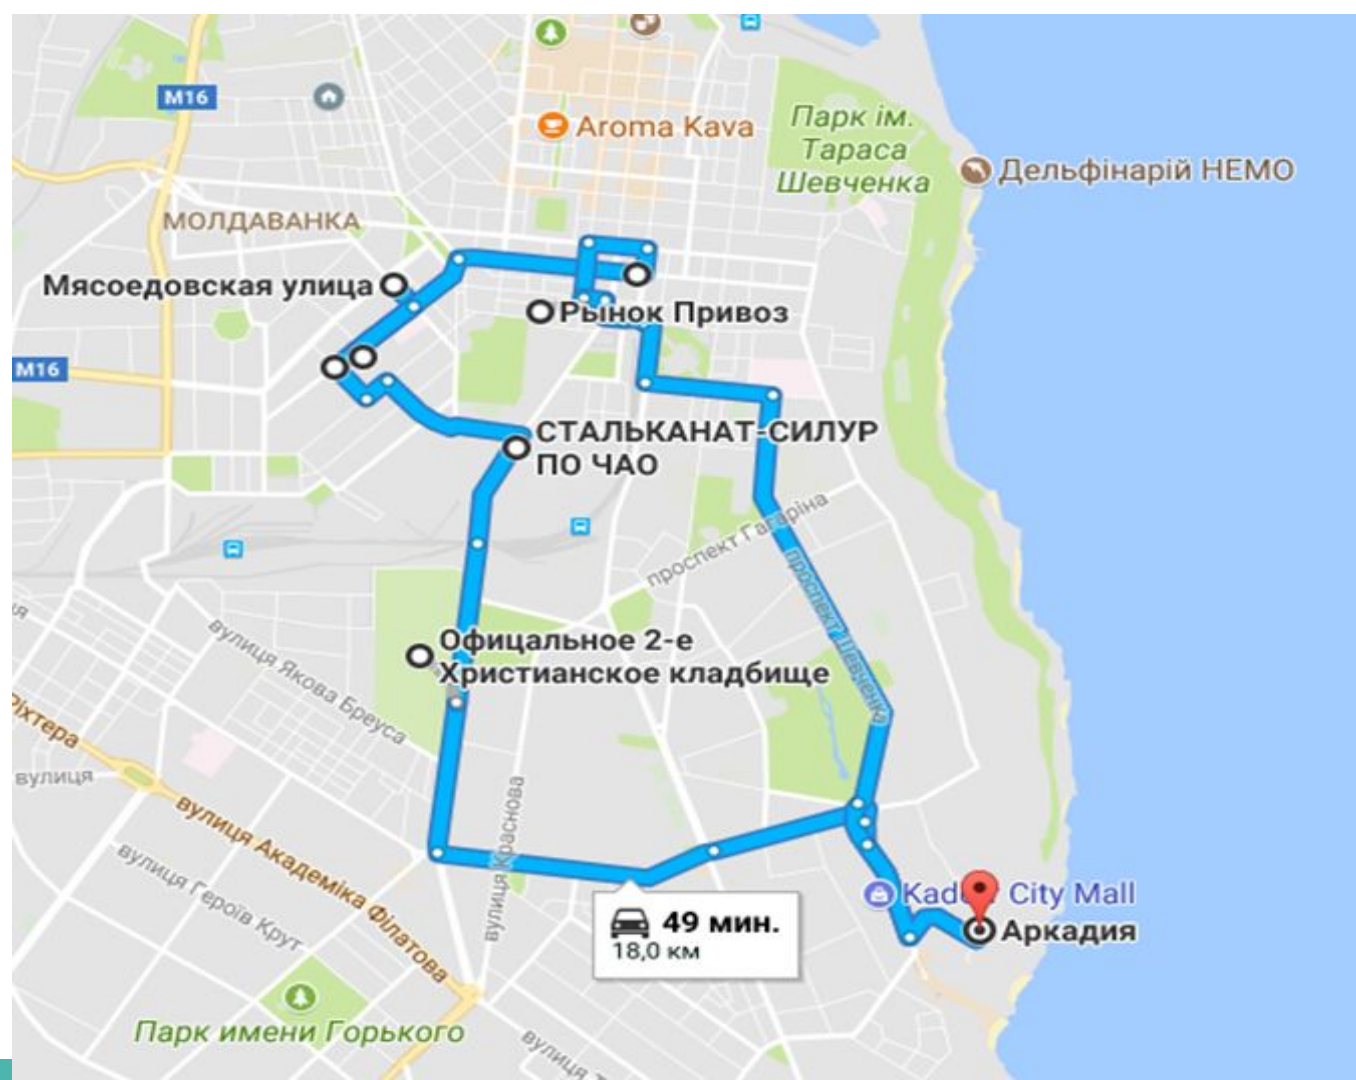 M16
Aroma Kava
Парк ім.
Тараса
Шевченка
Дельфінарій НЕМО
МОЛДАВАНКА
Мясоедовская улица
Рынок Привоз
M16
СТАЛЬКАНАТ-СИЛУР
ПО ЧАО
проспект Гагаріна
проспект Шевченка
Офицальное 2-е
Христианское кладбище
вулиця Якова Бреуса
Ріхтера
вулиця
вулиця Академіка Філатова
вулиця Краснова
вулиця Героїв Крут
City Mall
49 мин.
18,0 км
Аркадия
Парк имени Горького
вулиця